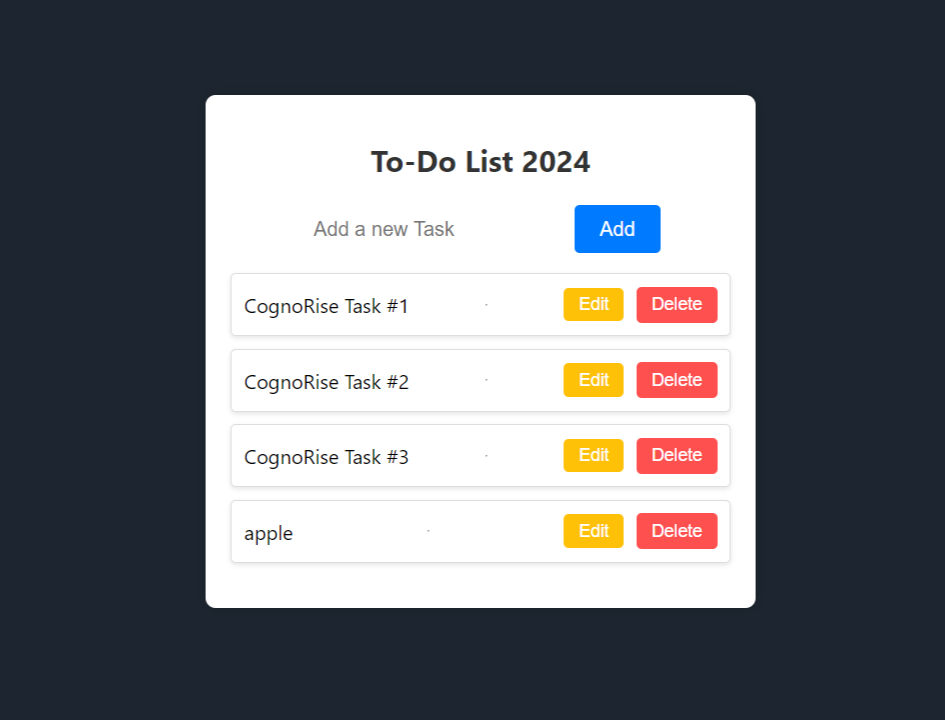 To-Do List 2024
Add a new Task Add
CognoRise Task #1 Edit Delete
CognoRise Task #2 Edit Delete
CognoRise Task #3 Edit Delete
apple Edit Delete